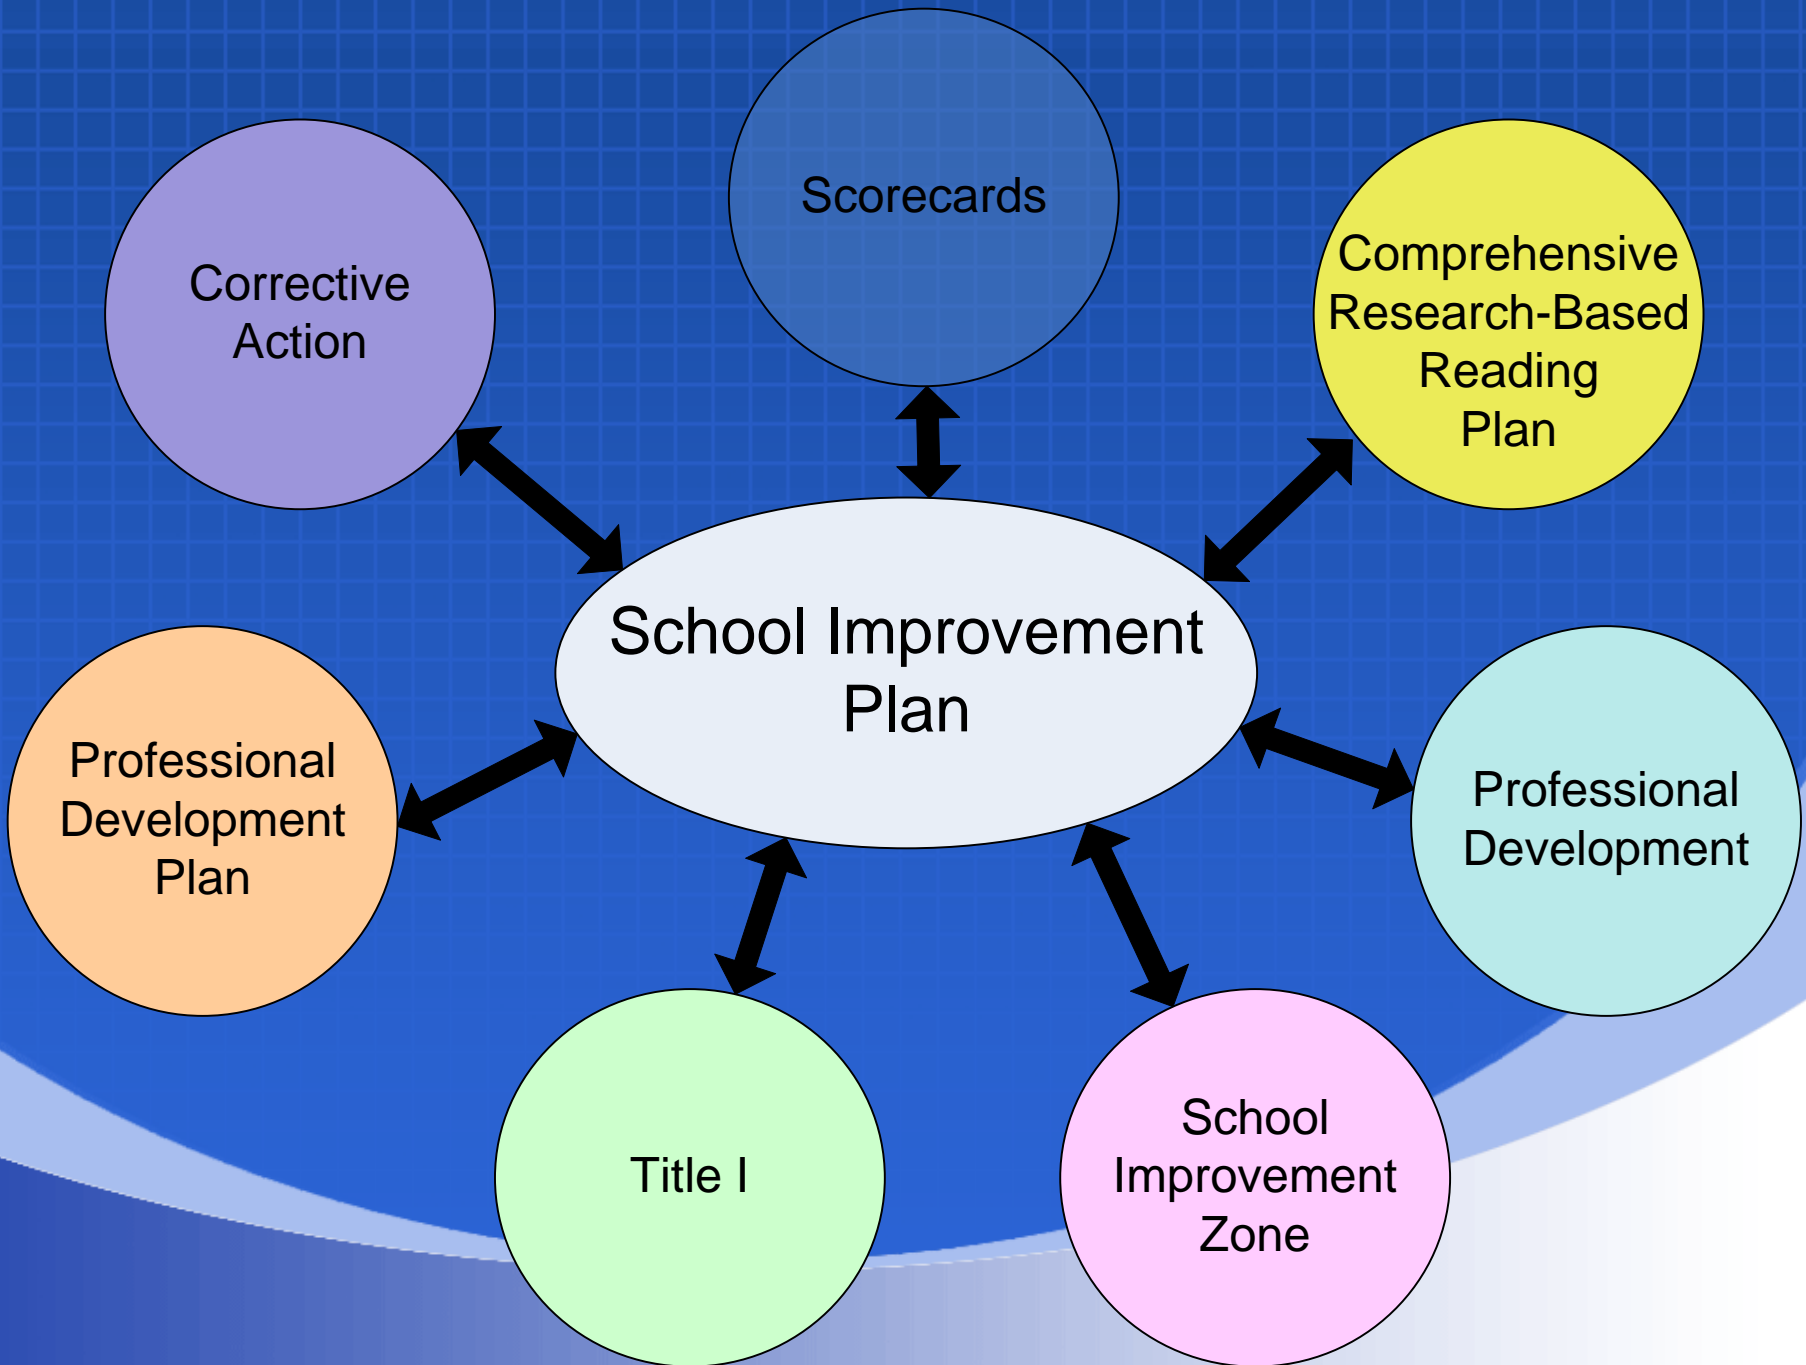 Scorecards
Corrective
Action
Comprehensive
Research-Based
Reading
Plan
School Improvement
Plan
Professional
Development
Plan
Professional
Development
Title I
School
Improvement
Zone